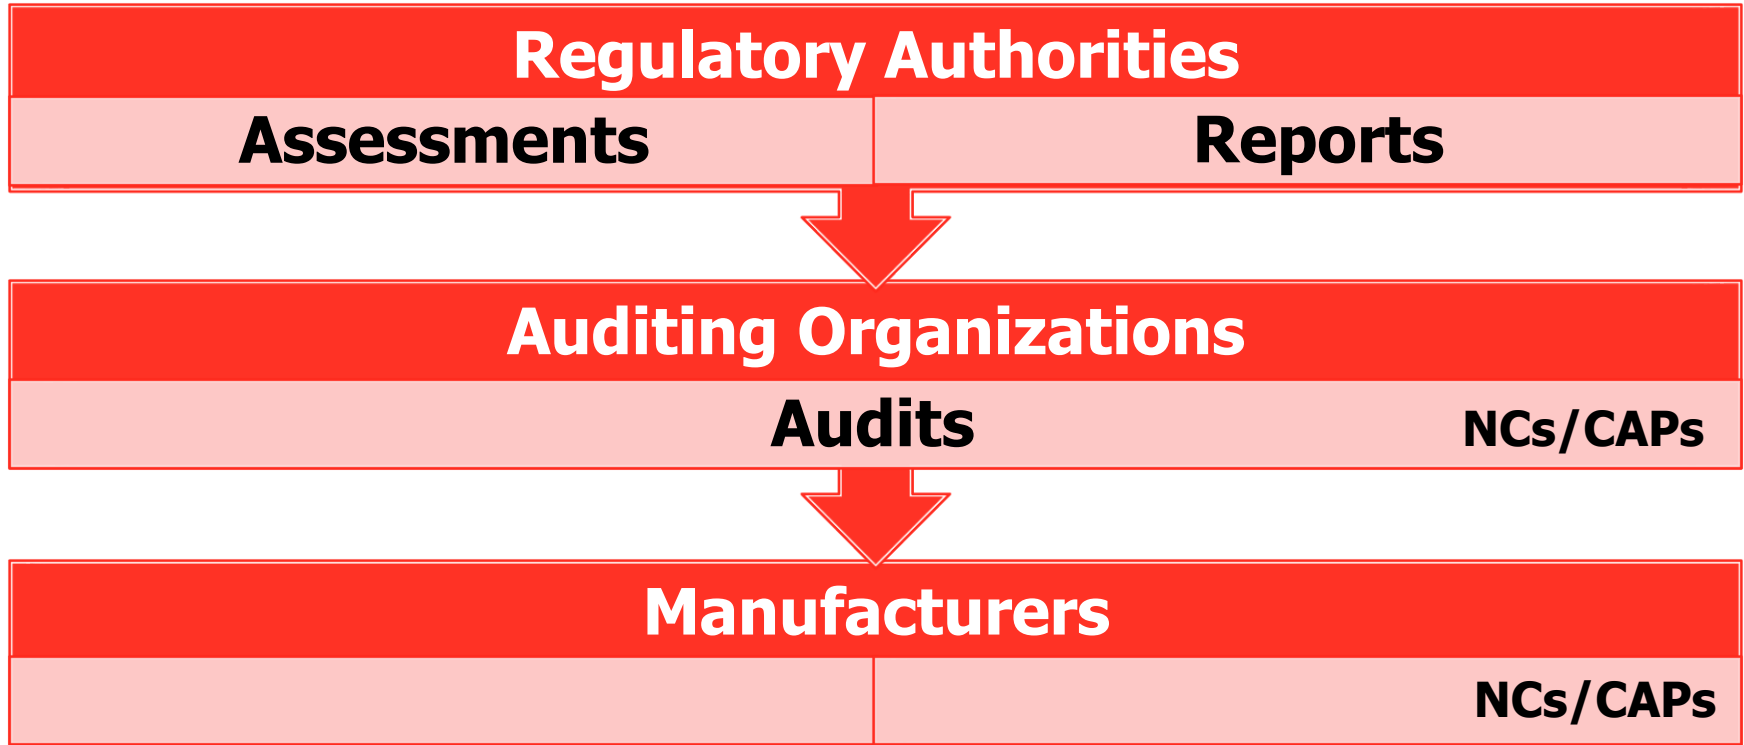 Regulatory Authorities
Assessments Reports
Auditing Organizations
Audits NCs/CAPs
Manufacturers
NCs/CAPs